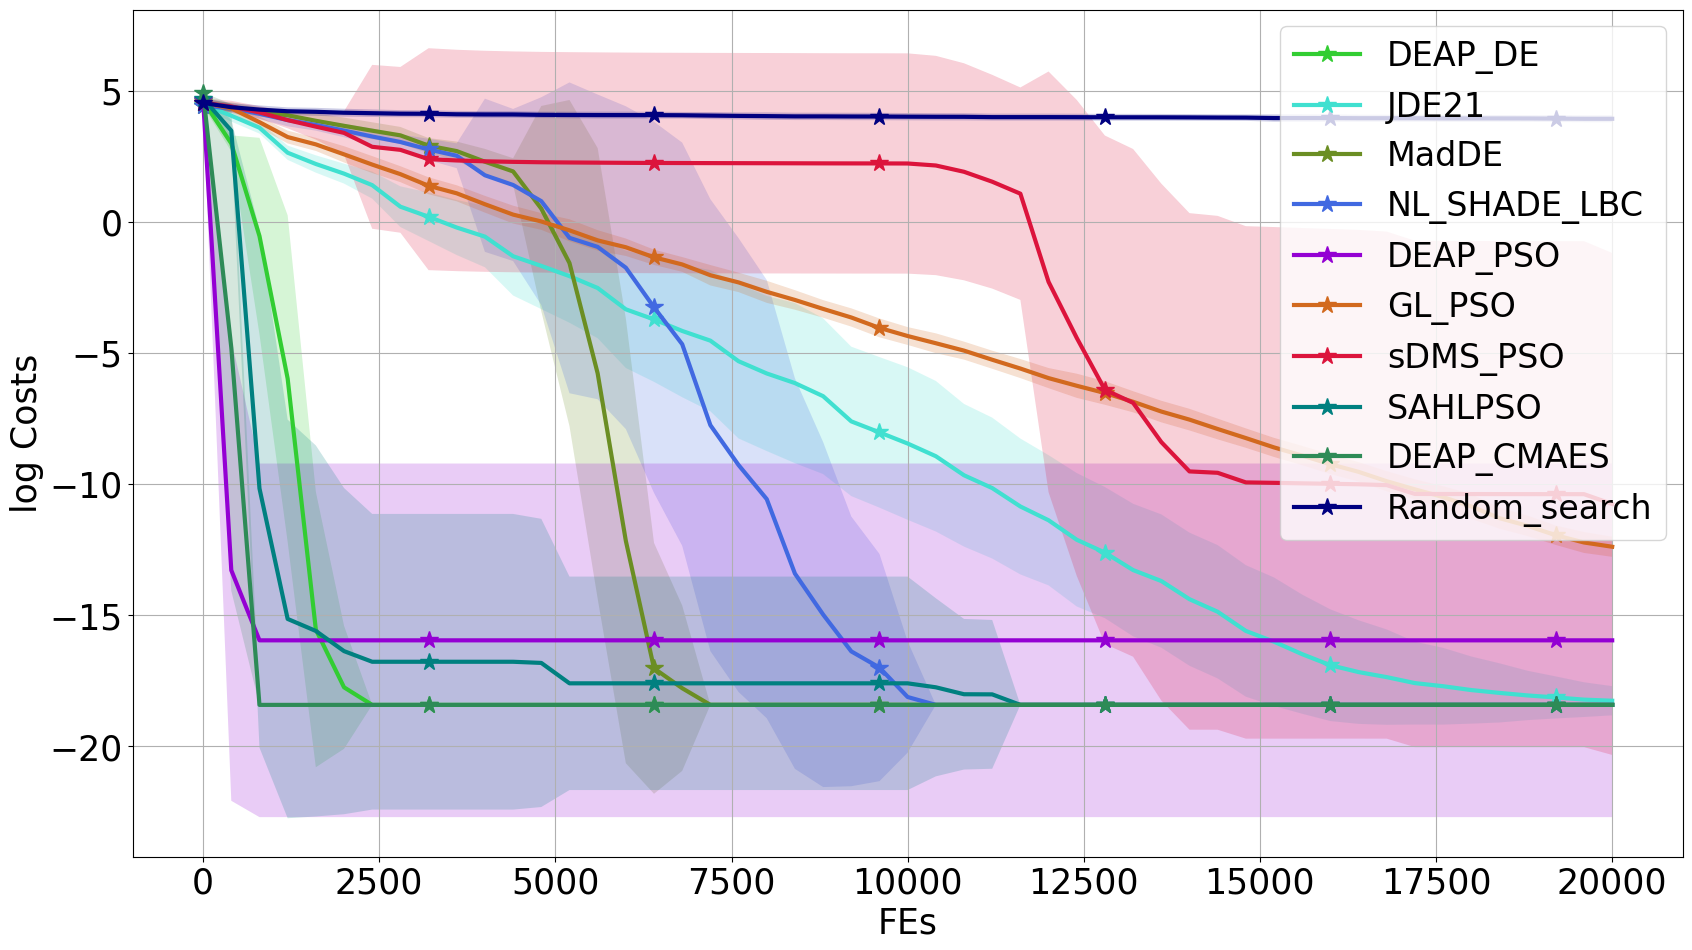 5
0
−5
−10
−15
−20
log Costs
0 2500 5000 7500 10000 12500 15000 17500 20000
FEs
DEAP_DE
JDE21
MadDE
NL_SHADE_LBC
DEAP_PSO
GL_PSO
sDMS_PSO
SAHLPSO
DEAP_CMAES
Random_search